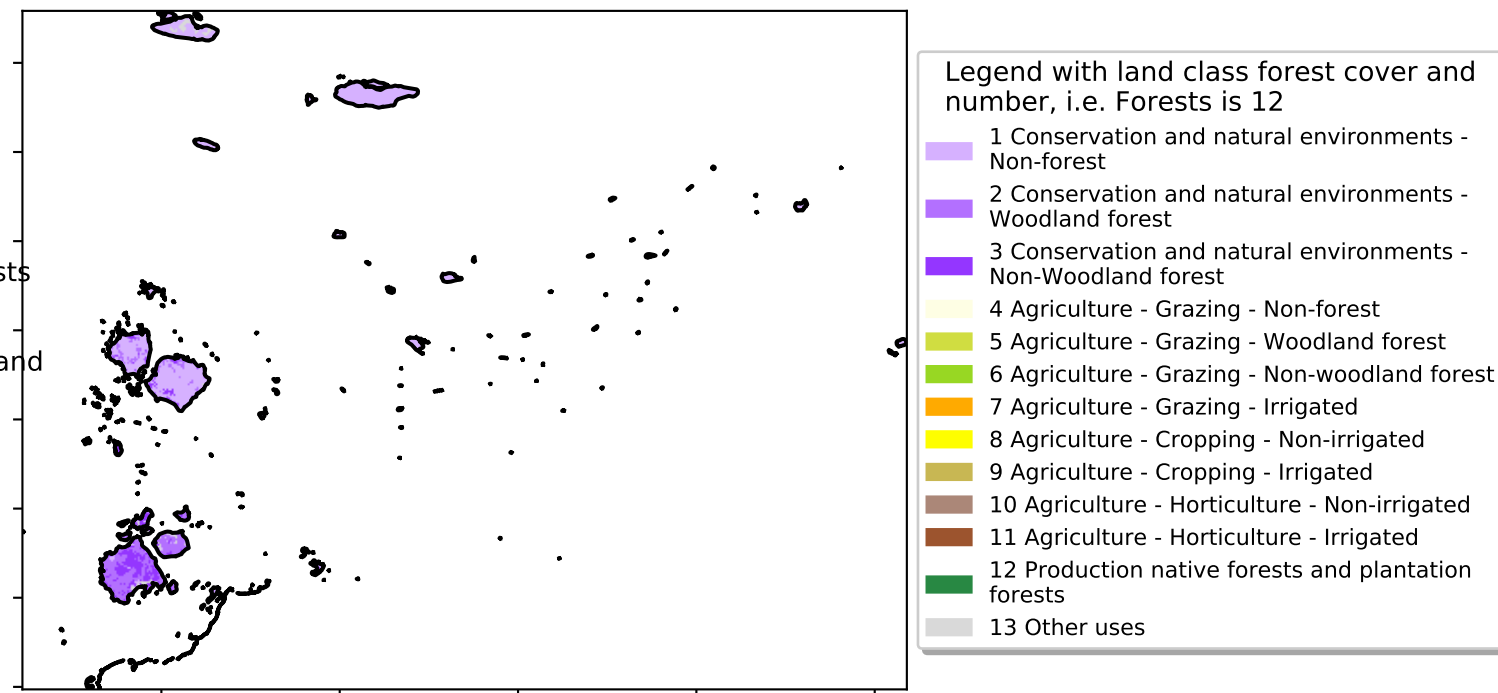 sts
and
Legend with land class forest cover and
number, i.e. Forests is 12
1 Conservation and natural environments -
Non-forest
2 Conservation and natural environments -
Woodland forest
3 Conservation and natural environments -
Non-Woodland forest
4 Agriculture - Grazing - Non-forest
5 Agriculture - Grazing - Woodland forest
6 Agriculture - Grazing - Non-woodland forest
7 Agriculture - Grazing - Irrigated
8 Agriculture - Cropping - Non-irrigated
9 Agriculture - Cropping - Irrigated
10 Agriculture - Horticulture - Non-irrigated
11 Agriculture - Horticulture - Irrigated
12 Production native forests and plantation
forests
13 Other uses